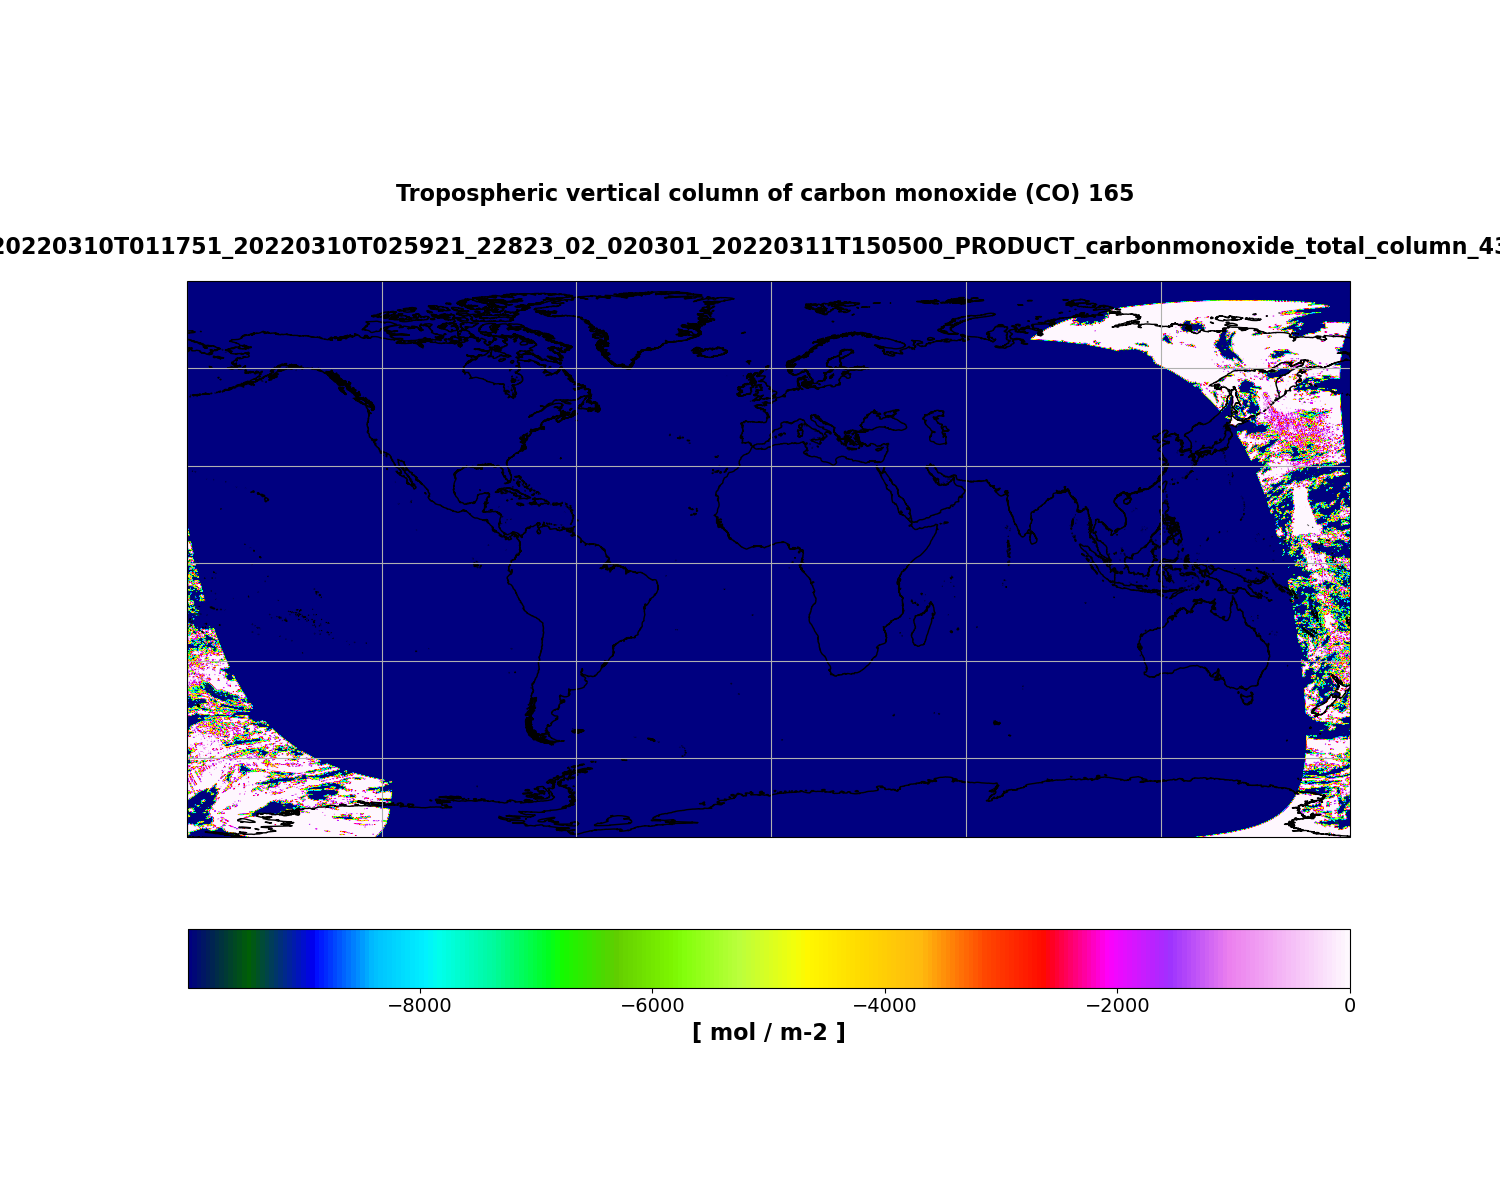 Tropospheric vertical column of carbon monoxide (CO) 165
20220310T011751_20220310T025921_22823_02_020301_20220311T150500_PRODUCT_carbonmonoxide_total_column_43
−8000 −6000 −4000 −2000 0
[ mol / m-2 ]